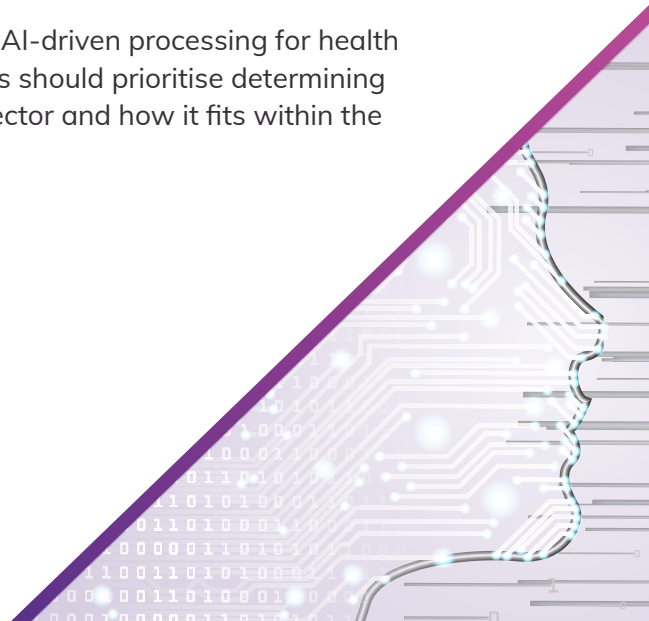 AI-driven processing for health
s should prioritise determining
ector and how it fits within the